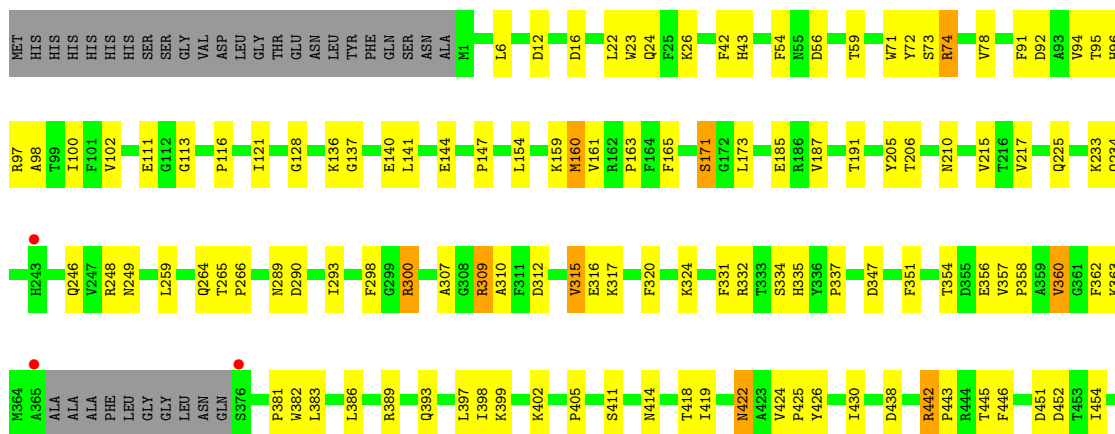 MET HIS HIS HIS HIS HIS HIS SER SER GLY VAL ASP LEU GLY THR GLU ASN LEU TYR PHE GLN SER ASN ALA M1 L6 D12 D16 L22 W23 Q24 F25 K26 F42 H43 F54 N55 D56 T59 W71 Y72 S73 R74 V78 F91 D92 A93 V94 T95 H96
R97 A98 T99 I100 F101 V102 E111 G112 G113 P116 I121 G128 K136 G137 E140 L141 E144 P147 L154 K159 M160 V161 R162 P163 F164 F165 S171 G172 L173 E185 R186 V187 T191 Y205 T206 N210 V215 T216 V217 Q225 K233 Q234
H243 Q246 V247 R248 N249 L259 Q264 T265 P266 N289 D290 I293 F298 G299 R300 A307 G308 R309 A310 F311 D312 V315 E316 K317 F320 K324 F331 R332 T333 S334 H335 Y336 P337 D347 F351 T354 D355 E356 V357 P358 A359 V360 G361 F362 K363
M364 A365 ALA ALA ALA PHE LEU GLY GLY LEU ASN GLN S376 P381 W382 L383 L386 R389 Q393 L397 I398 K399 K402 P405 S411 N414 T418 I419 N422 A423 V424 P425 Y426 I430 D438 R442 P443 R444 T445 F446 D451 D452 T453 I454